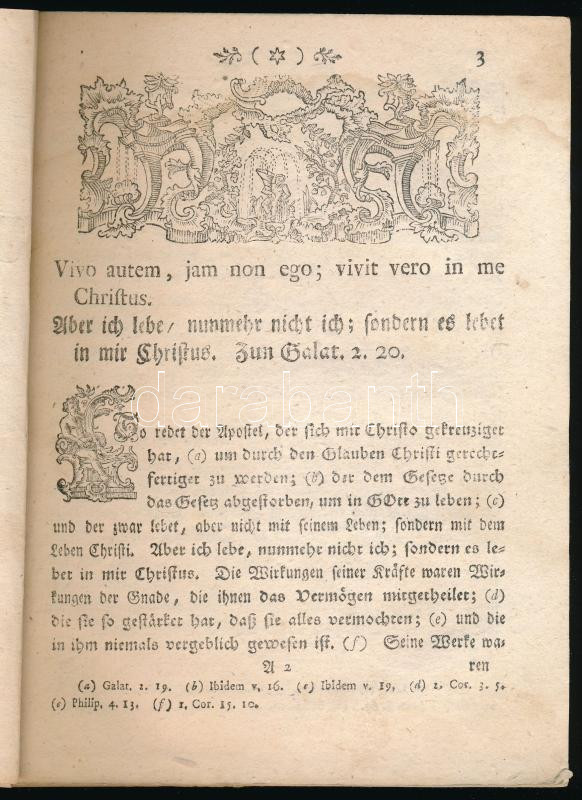 ( ☼ ) 3
Vivo autem, jam non ego; vivit vero in me
Chriſtus.
Aber ich lebe/ nunmehr nicht ich; ſondern es lebet
in mir Chriſtus. Zun Galat. 2. 20.
So redet der Apoſtel, der ſich mit Chriſto gekreuziget
hat, (a) um durch den Glauben Chriſti gerecht-
fertiget zu werden; (b) der dem Geſetze durch
das Geſetz abgeſtorben, um in GOtt zu leben; (c)
und der zwar lebet, aber nicht mit ſeinem Leben; ſondern mit dem
Leben Chriſti. Aber ich lebe, nunmehr nicht ich; ſondern es le-
bet in mir Chriſtus. Die Wirkungen ſeiner Kräfte waren Wir-
kungen der Gnade, die ihnen das Vermögen mitgetheilet; (d)
die ſie ſo geſtärket hat, daß ſie alles vermochten; (e) und die
in ihm niemals vergeblich geweſen iſt. (f) Seine Werke wa-
A 2 ren
(a) Galat. 2. 19. (b) Ibidem v. 16. (c) Ibidem v. 19. (d) 2. Cor. 3. 5.
(e) Philip. 4. 13. (f) 1. Cor. 15. 10.
darabanth